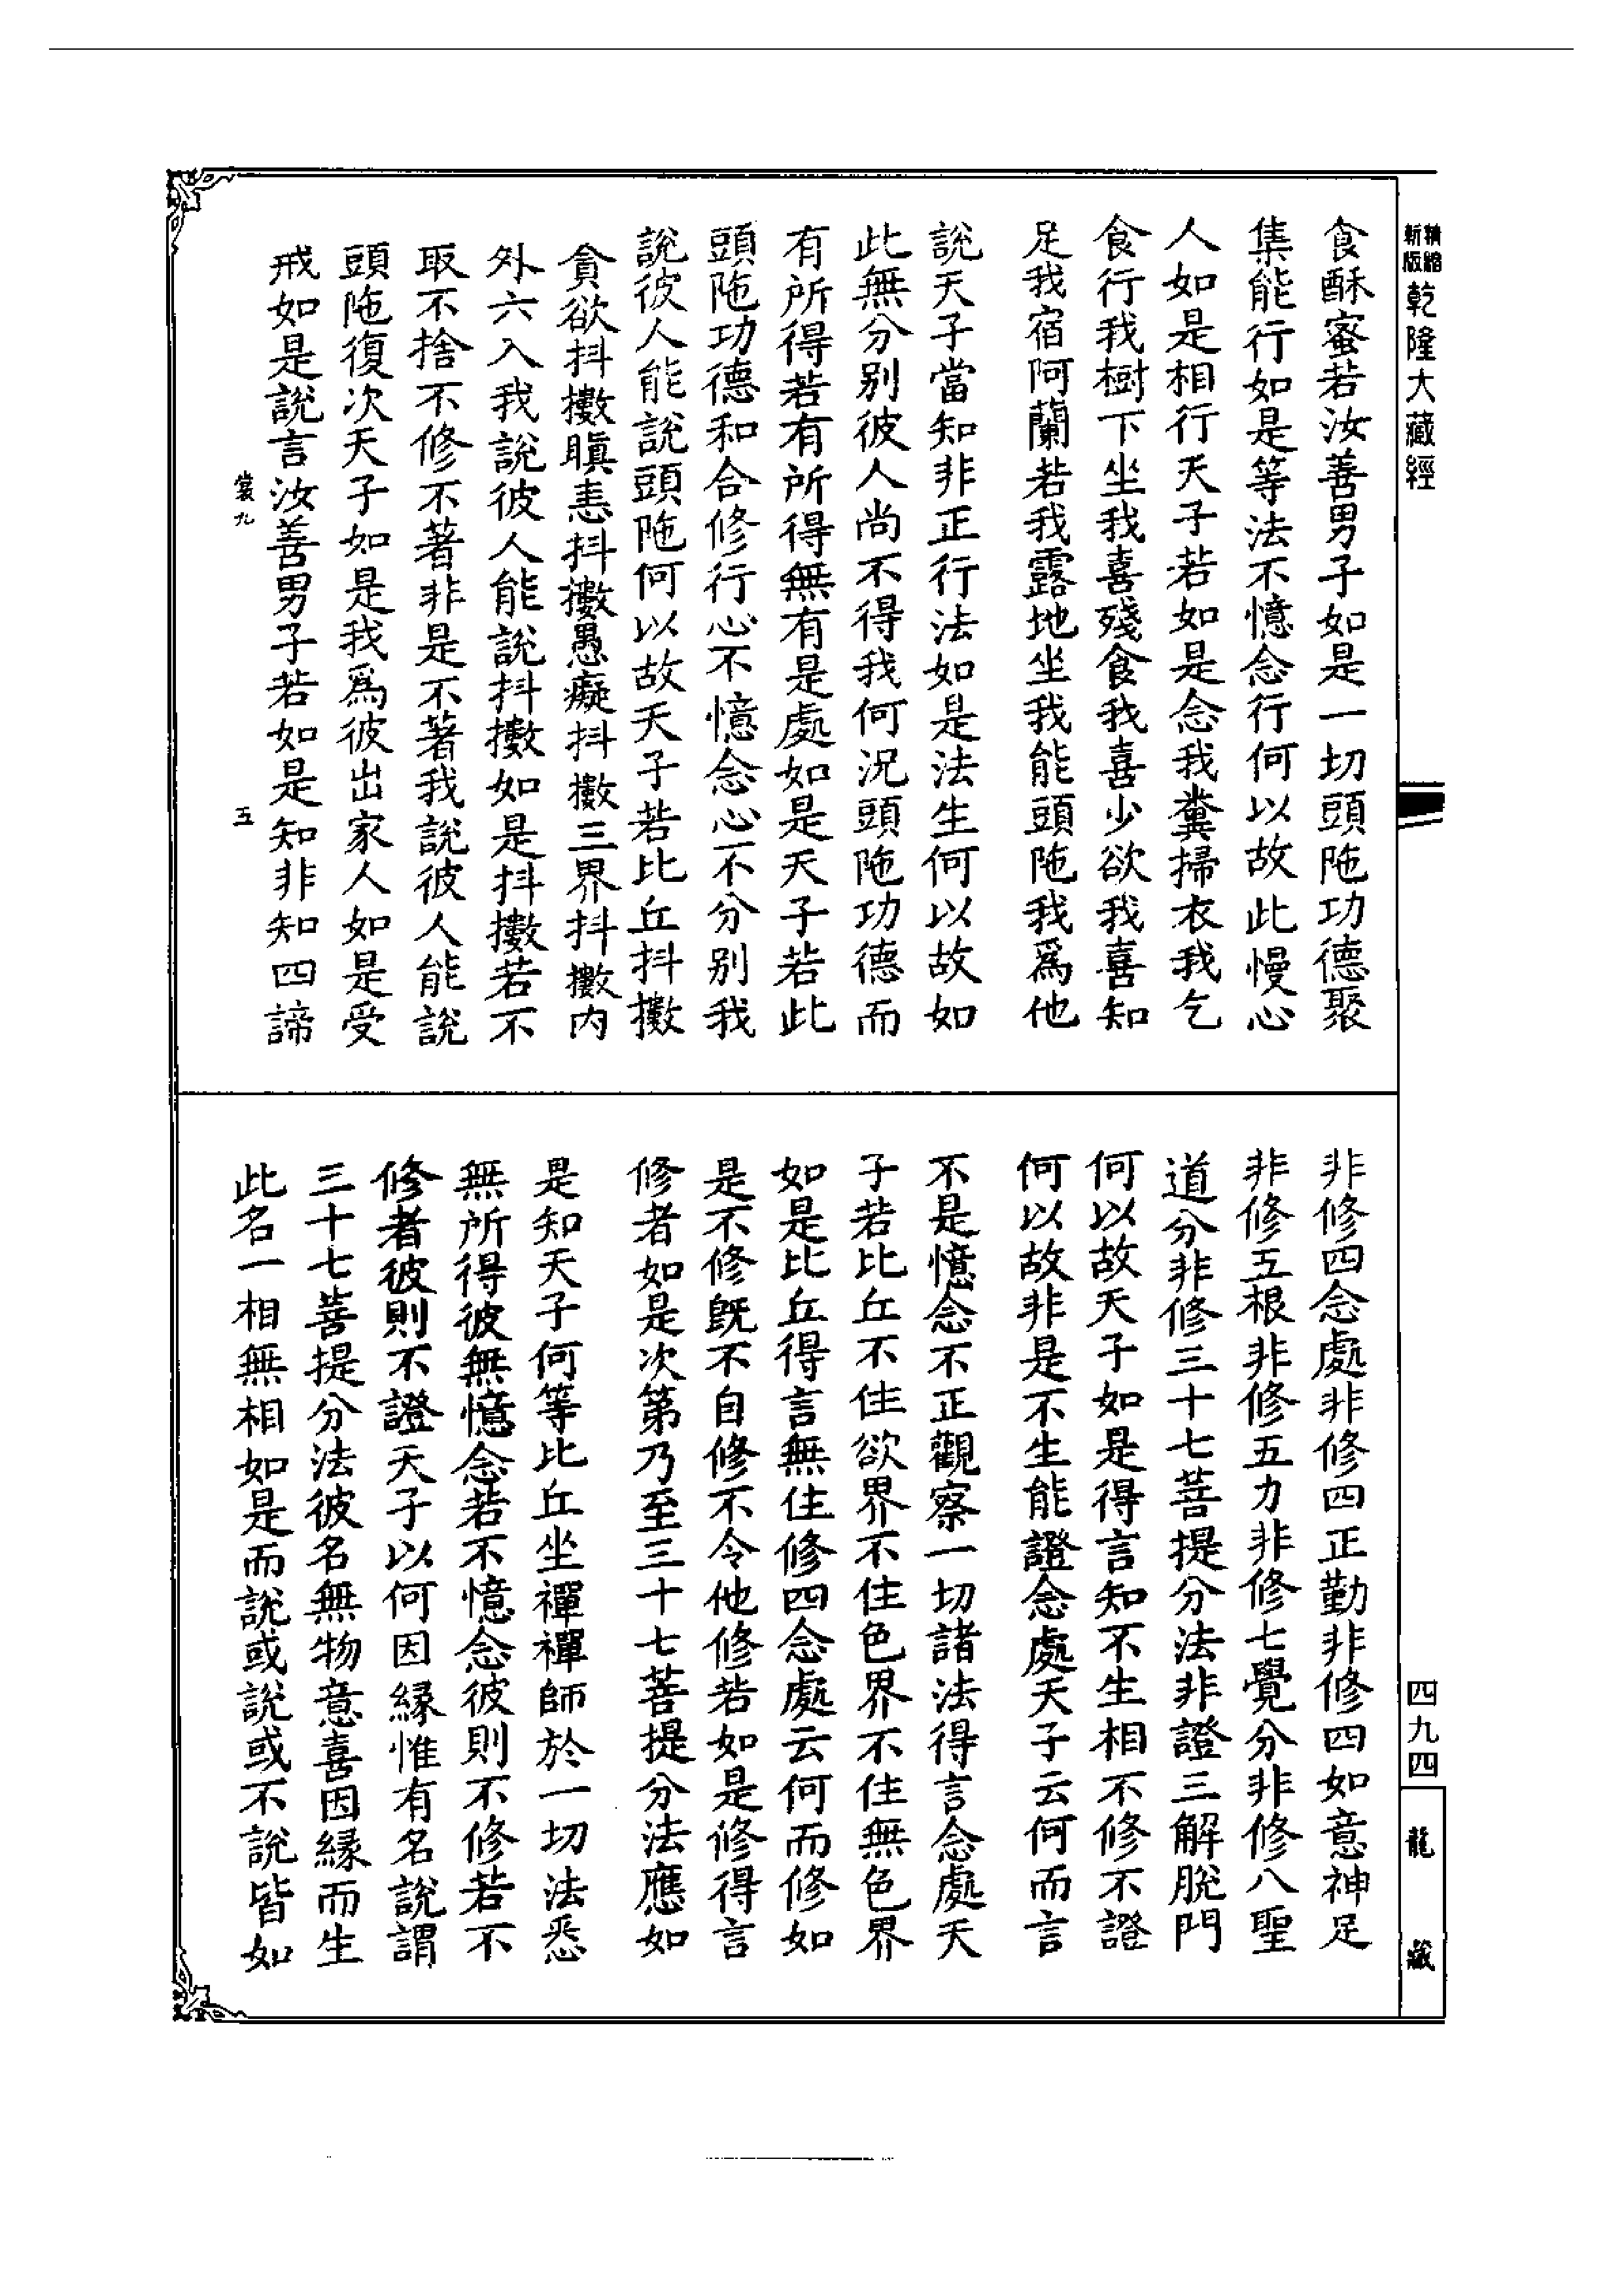 精縮新版乾隆大藏經
食酥蜜若汝善男子如是一切頭陁功德聚
集能行如是等法不憶念行何以故此慢心
人如是相行天子若如是念我糞掃衣我乞
食行我樹下坐我喜殘食我喜少欲我喜知
足我宿阿蘭若我露地坐我能頭陁我爲他
說天子當知非正行法如是法生何以故如
此無分别彼人尚不得我何況頭陁功德而
有所得若有所得無有是處如是天子若此
頭陁功德和合修行心不憶念心不分别我
說彼人能說頭陁何以故天子若比丘抖擻
貪欲抖擻瞋恚抖擻愚癡抖擻三界抖擻内
外六入我說彼人能說抖擻如是抖擻若不
取不捨不修不著非是不著我說彼人能說
頭陁復次天子如是我爲彼出家人如是受
戒如是說言汝善男子若如是知非知四諦
裳九 五
非修四念處非修四正勤非修四如意神足
非修五根非修五力非修七覺分非修八聖
道分非修三十七菩提分法非證三解脫門
何以故天子如是得言知不生相不修不證
何以故非是不生能證念處天子云何而言
不是憶念不正觀察一切諸法得言念處天
子若比丘不住欲界不住色界不住無色界
如是比丘得言無住修四念處云何而修如
是不修旣不自修不令他修若如是修得言
修者如是次第乃至三十七菩提分法應如
是知天子何等比丘坐禪禪師於一切法悉
無所得彼無憶念若不憶念彼則不修若不
修者彼則不證天子以何因緣惟有名說謂
三十七菩提分法彼名無物意喜因緣而生
此名一相無相如是而說或說或不說皆如
四九四
龍藏